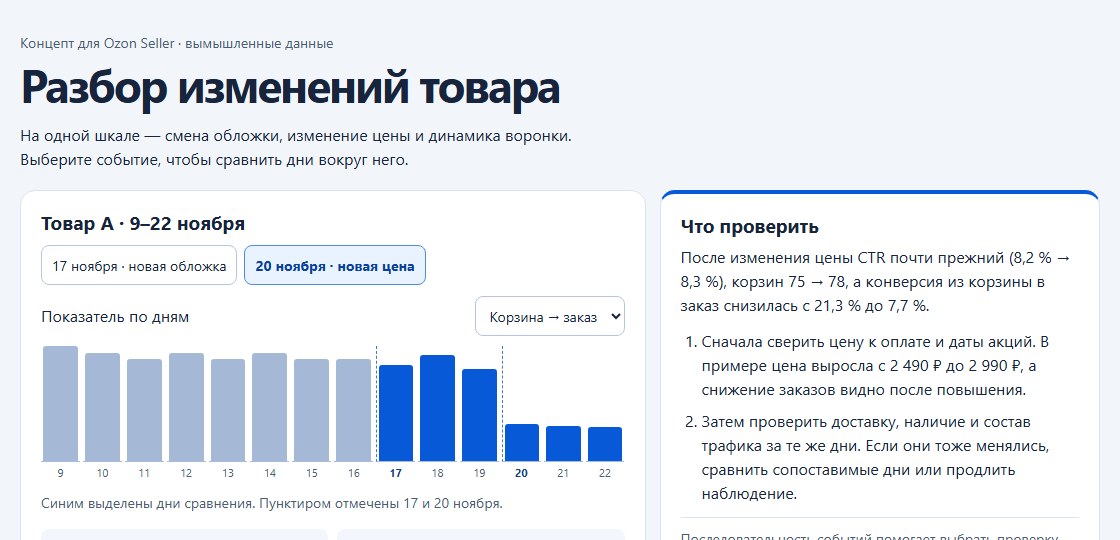 Концепт для Ozon Seller · вымышленные данные
Разбор изменений товара
На одной шкале — смена обложки, изменение цены и динамика воронки.
Выберите событие, чтобы сравнить дни вокруг него.
Товар А · 9–22 ноября
17 ноября · новая обложка
20 ноября · новая цена
Показатель по дням
Корзина → заказ
9 10 11 12 13 14 15 16 17 18 19 20 21 22
Синим выделены дни сравнения. Пунктиром отмечены 17 и 20 ноября.
Что проверить
После изменения цены CTR почти прежний (8,2 % →
8,3 %), корзин 75 → 78, а конверсия из корзины в
заказ снизилась с 21,3 % до 7,7 %.
1. Сначала сверить цену к оплате и даты акций. В
примере цена выросла с 2 490 ₽ до 2 990 ₽, а
снижение заказов видно после повышения.
2. Затем проверить доставку, наличие и состав
трафика за те же дни. Если они тоже менялись,
сравнить сопоставимые дни или продлить
наблюдение.
Последовательность событий помогает выбрать проверку